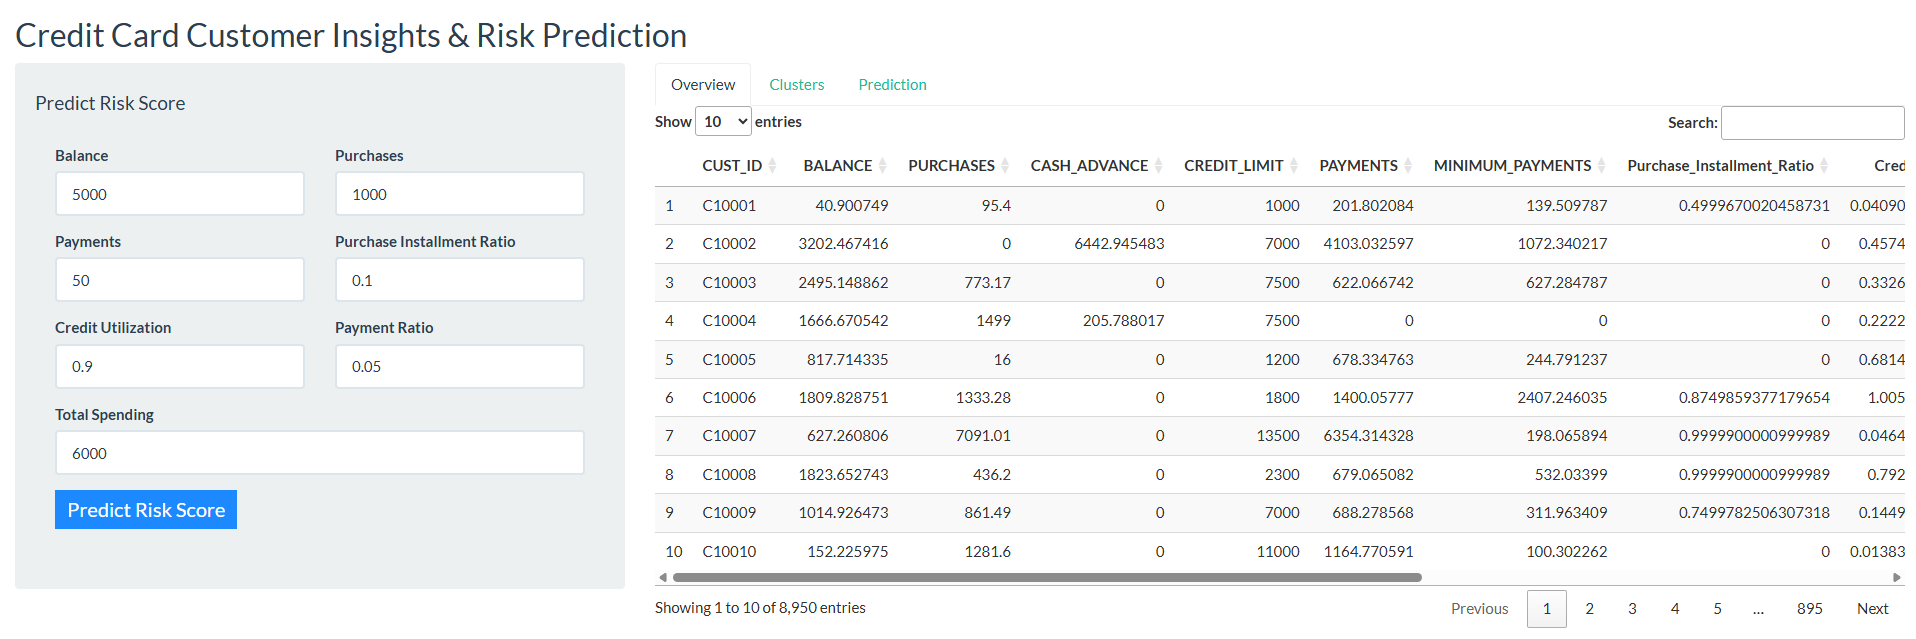 Credit Card Customer Insights & Risk Prediction
Predict Risk Score
Balance Purchases
5000 1000
Payments Purchase Installment Ratio
50 0.1
Credit Utilization Payment Ratio
0.9 0.05
Total Spending
6000
Predict Risk Score
Overview Clusters Prediction
Show 10 entries Search:
CUST_ID BALANCE PURCHASES CASH_ADVANCE CREDIT_LIMIT PAYMENTS MINIMUM_PAYMENTS Purchase_Installment_Ratio Cred
1 C10001 40.900749 95.4 0 1000 201.802084 139.509787 0.4999670020458731 0.04090
2 C10002 3202.467416 0 6442.945483 7000 4103.032597 1072.340217 0 0.4574
3 C10003 2495.148862 773.17 0 7500 622.066742 627.284787 0 0.3326
4 C10004 1666.670542 1499 205.788017 7500 0 0 0 0.2222
5 C10005 817.714335 16 0 1200 678.334763 244.791237 0 0.6814
6 C10006 1809.828751 1333.28 0 1800 1400.05777 2407.246035 0.8749859377179654 1.005
7 C10007 627.260806 7091.01 0 13500 6354.314328 198.065894 0.9999900000999989 0.0464
8 C10008 1823.652743 436.2 0 2300 679.065082 532.03399 0.9999900000999989 0.792
9 C10009 1014.926473 861.49 0 7000 688.278568 311.963409 0.7499782506307318 0.1449
10 C10010 152.225975 1281.6 0 11000 1164.770591 100.302262 0 0.01383
Showing 1 to 10 of 8,950 entries Previous 1 2 3 4 5 ... 895 Next